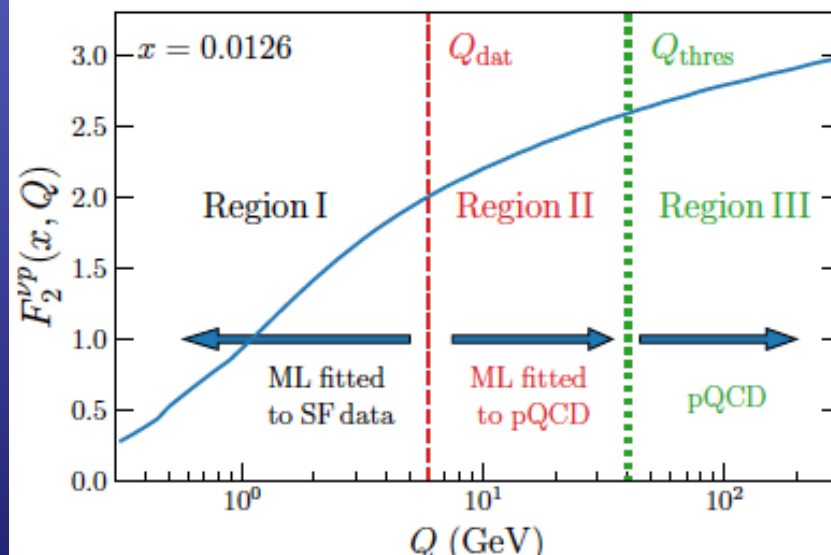 x = 0.0126
Q_dat
Q_thres
3.0
2.5
2.0
1.5
1.0
0.5
0.0
F_2^{νp}(x, Q)
Region I
Region II
Region III
ML fitted
to SF data
ML fitted
to pQCD
pQCD
10^0
10^1
10^2
Q (GeV)